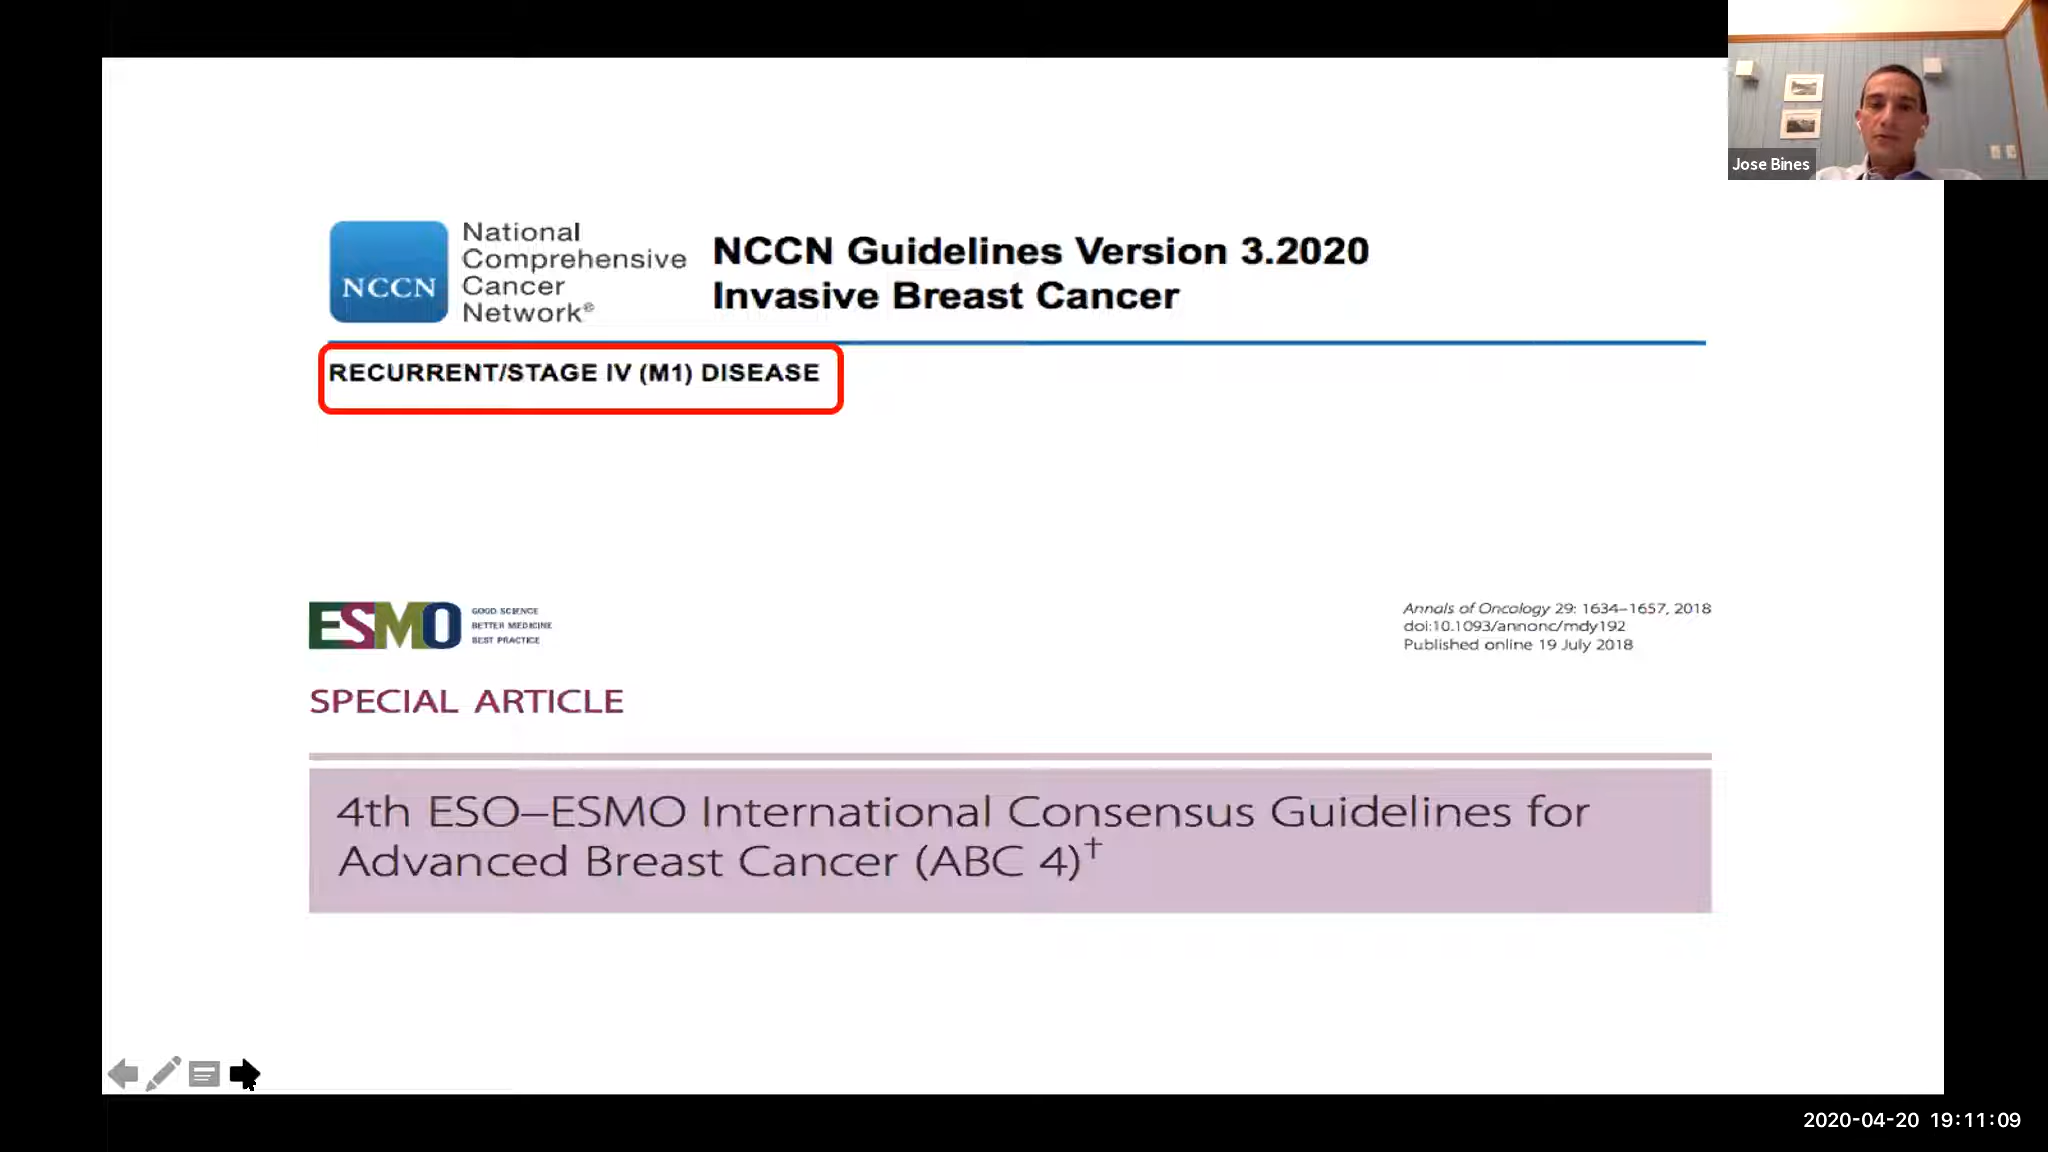 Jose Bines
NCCN
National
Comprehensive
Cancer
Network®
NCCN Guidelines Version 3.2020
Invasive Breast Cancer
RECURRENT/STAGE IV (M1) DISEASE
ESMO
GOOD SCIENCE
BETTER MEDICINE
BEST PRACTICE
Annals of Oncology 29: 1634–1657, 2018
doi:10.1093/annonc/mdy192
Published online 19 July 2018
SPECIAL ARTICLE
4th ESO–ESMO International Consensus Guidelines for
Advanced Breast Cancer (ABC 4)†
2020-04-20 19:11:09